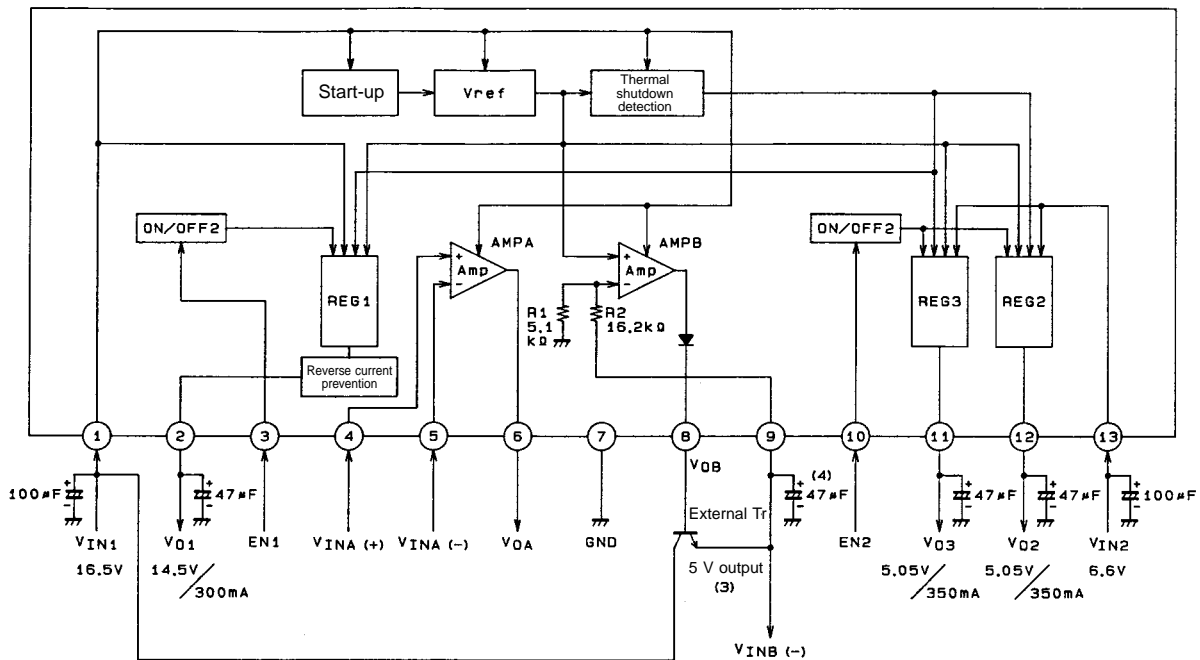 Start-up
Vref
Thermal
shutdown
detection
ON/OFF2
ON/OFF2
AMPA
AMPB
+
Amp
-
+
Amp
-
REG1
REG3
REG2
R1
5.1
kΩ
R2
16.2kΩ
Reverse current
prevention
1
2
3
4
5
6
7
8
9
10
11
12
13
VOB
100μF
+
-
+
47μF
-
+
(4)
47μF
-
+
47μF
-
+
47μF
-
+
100μF
-
External Tr
VIN1
VO1
EN1
VINA (+)
VINA (-)
VOA
GND
EN2
VO3
VO2
VIN2
16.5V
14.5V
/300mA
5 V output
(3)
5.05V
/350mA
5.05V
/350mA
6.6V
VINB (-)